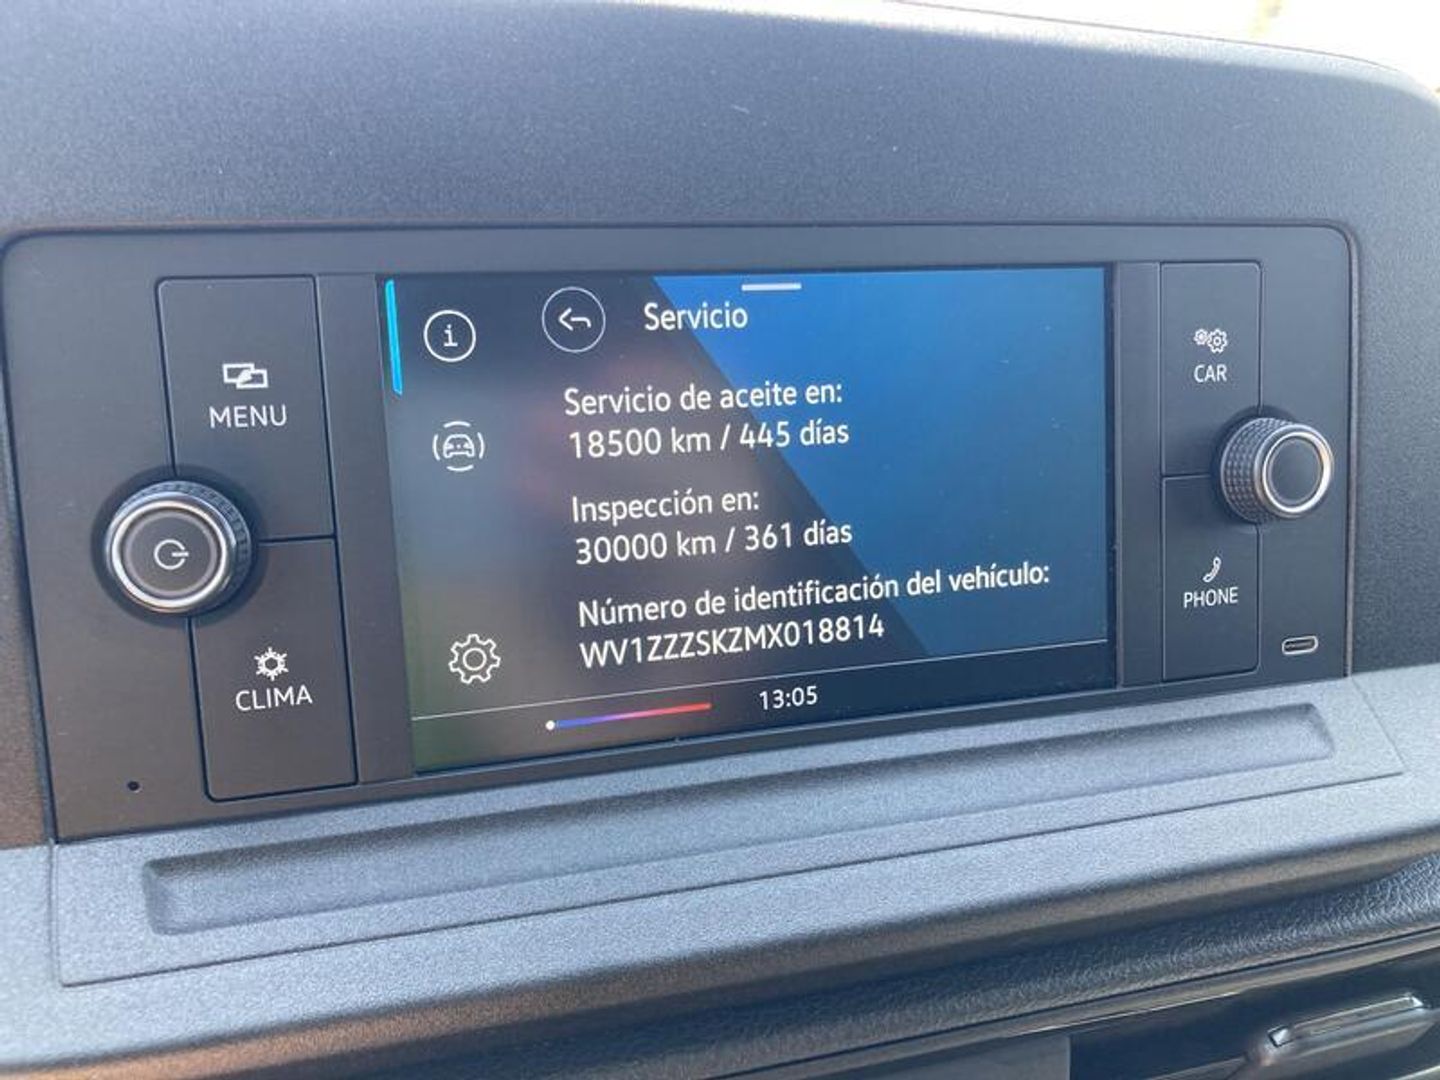 Servicio
MENU
CAR
Servicio de aceite en:
18500 km / 445 días
Inspección en:
30000 km / 361 días
Número de identificación del vehículo:
WV1ZZZSKZMX018814
CLIMA
PHONE
13:05